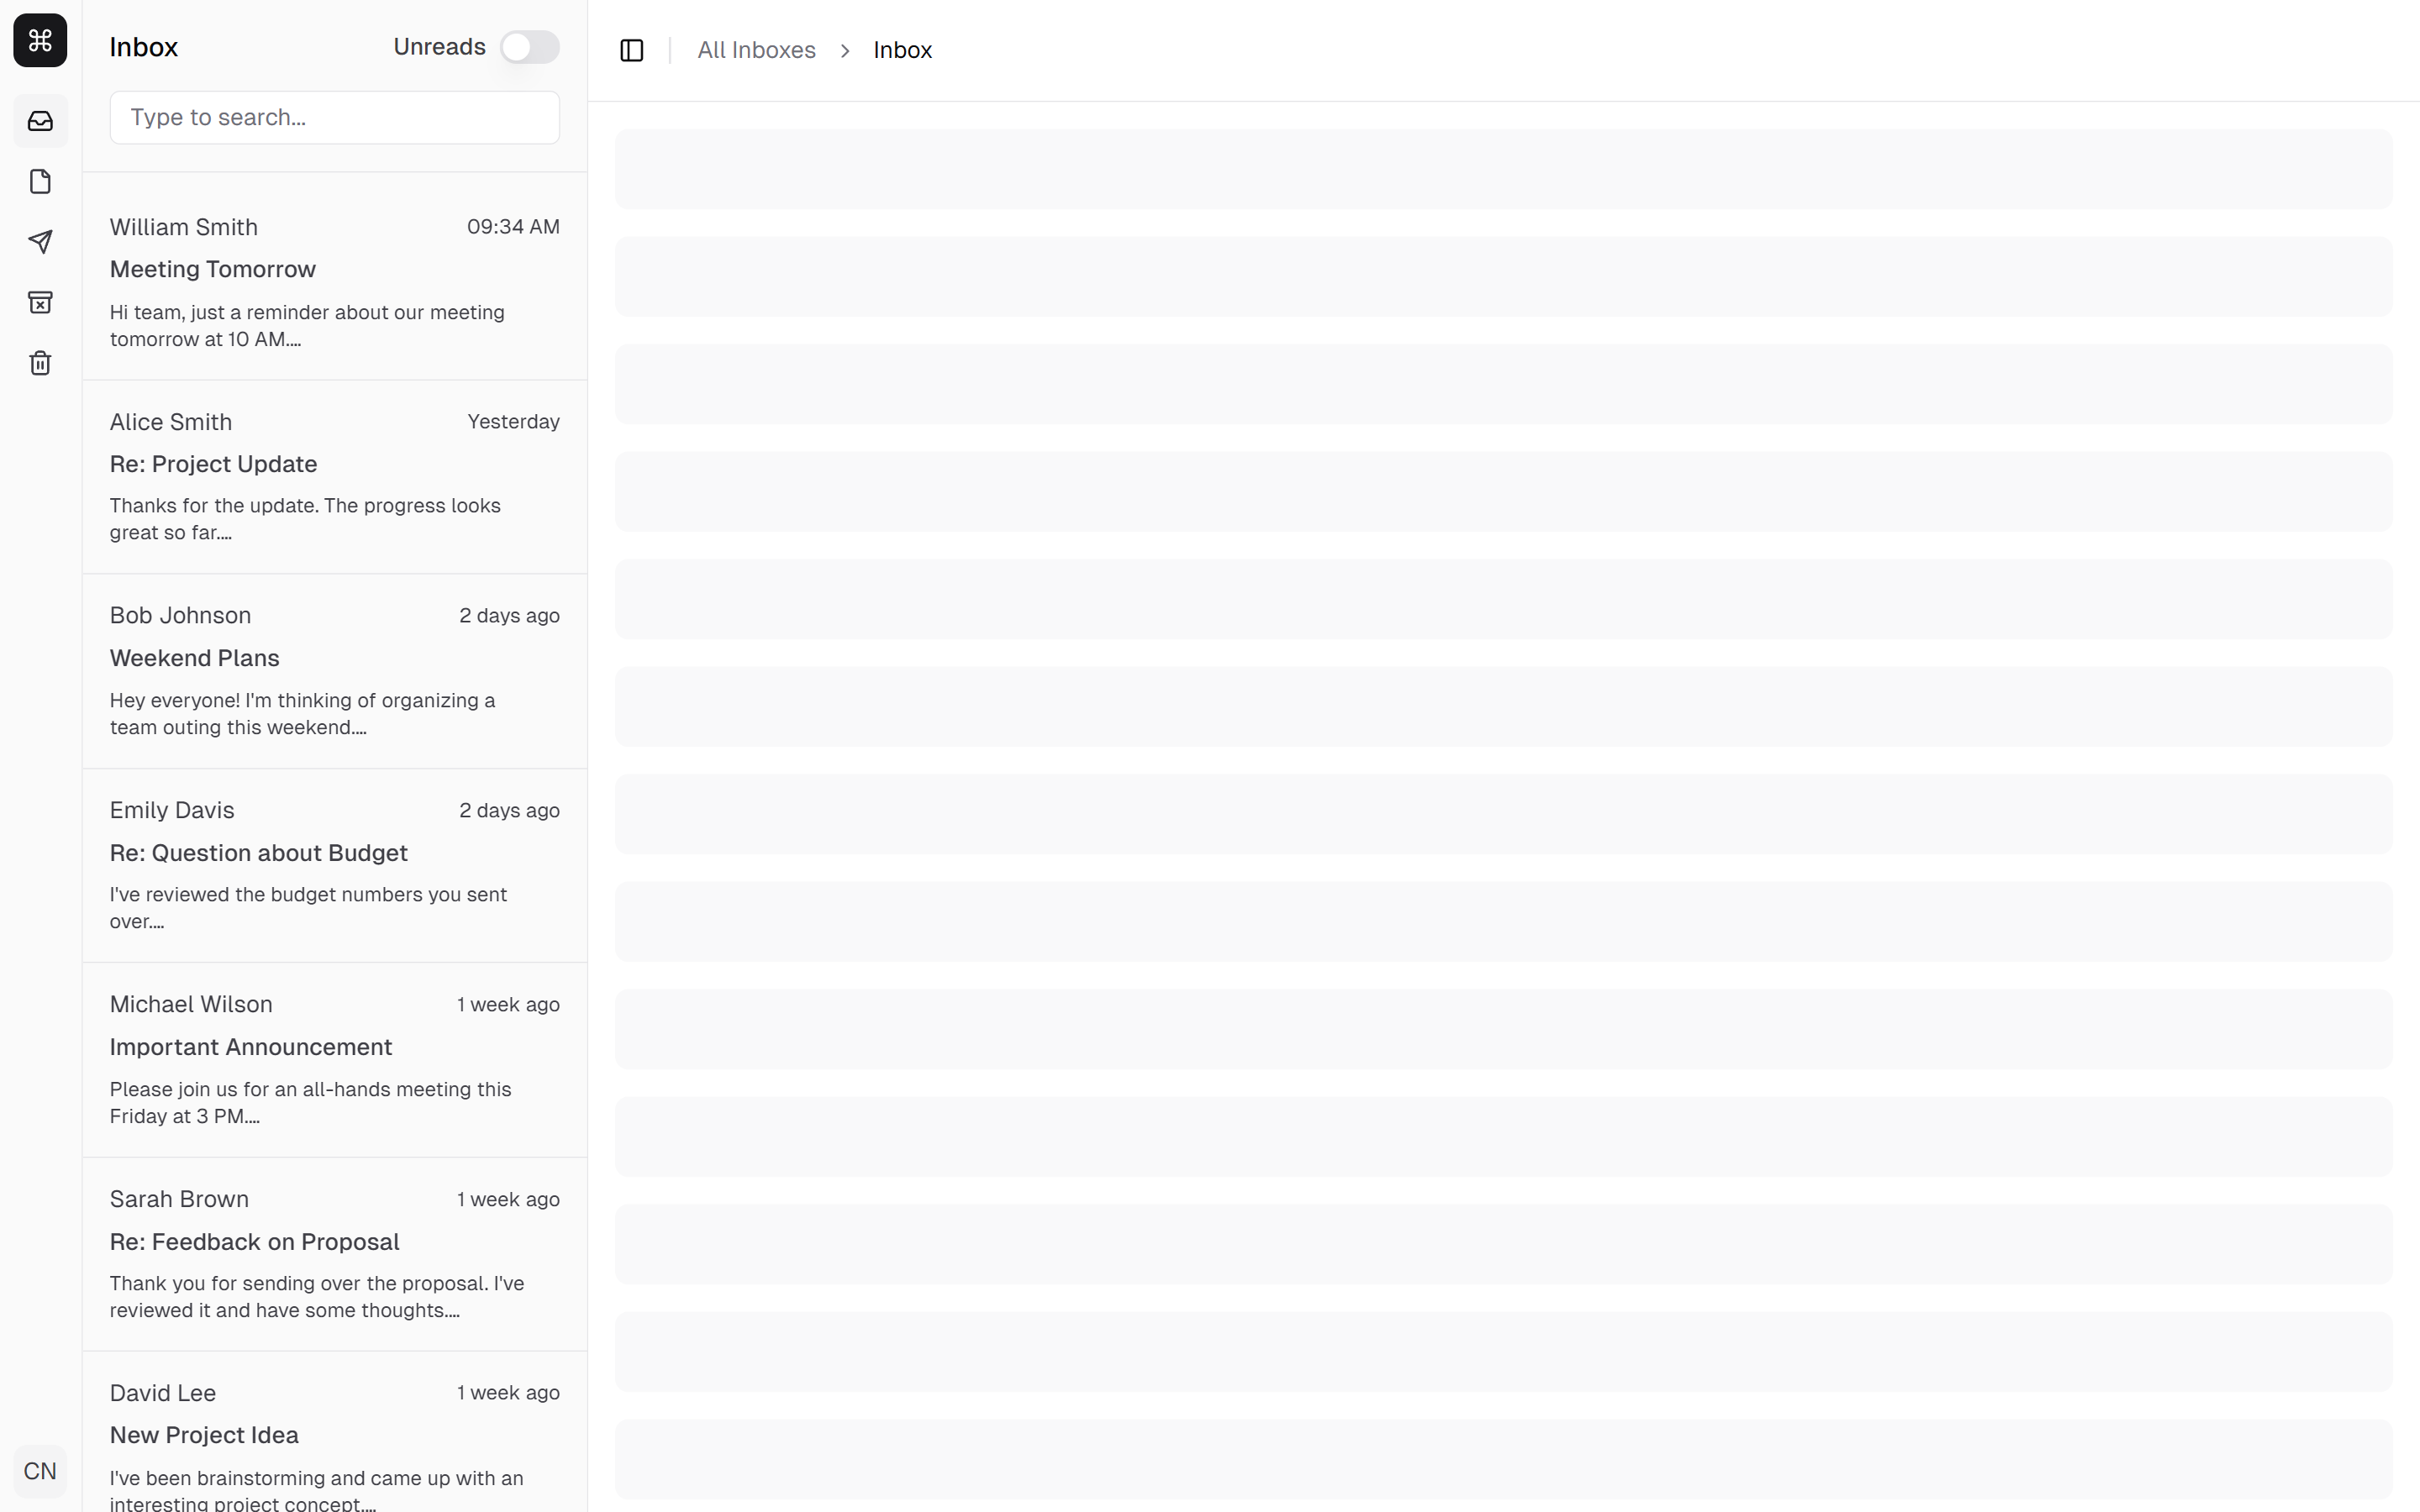 Inbox
Unreads
Type to search...
William Smith
09:34 AM
Meeting Tomorrow
Hi team, just a reminder about our meeting
tomorrow at 10 AM....
Alice Smith
Yesterday
Re: Project Update
Thanks for the update. The progress looks
great so far....
Bob Johnson
2 days ago
Weekend Plans
Hey everyone! I'm thinking of organizing a
team outing this weekend....
Emily Davis
2 days ago
Re: Question about Budget
I've reviewed the budget numbers you sent
over....
Michael Wilson
1 week ago
Important Announcement
Please join us for an all-hands meeting this
Friday at 3 PM....
Sarah Brown
1 week ago
Re: Feedback on Proposal
Thank you for sending over the proposal. I've
reviewed it and have some thoughts....
David Lee
1 week ago
New Project Idea
I've been brainstorming and came up with an
interesting project concept....
CN
All Inboxes
Inbox